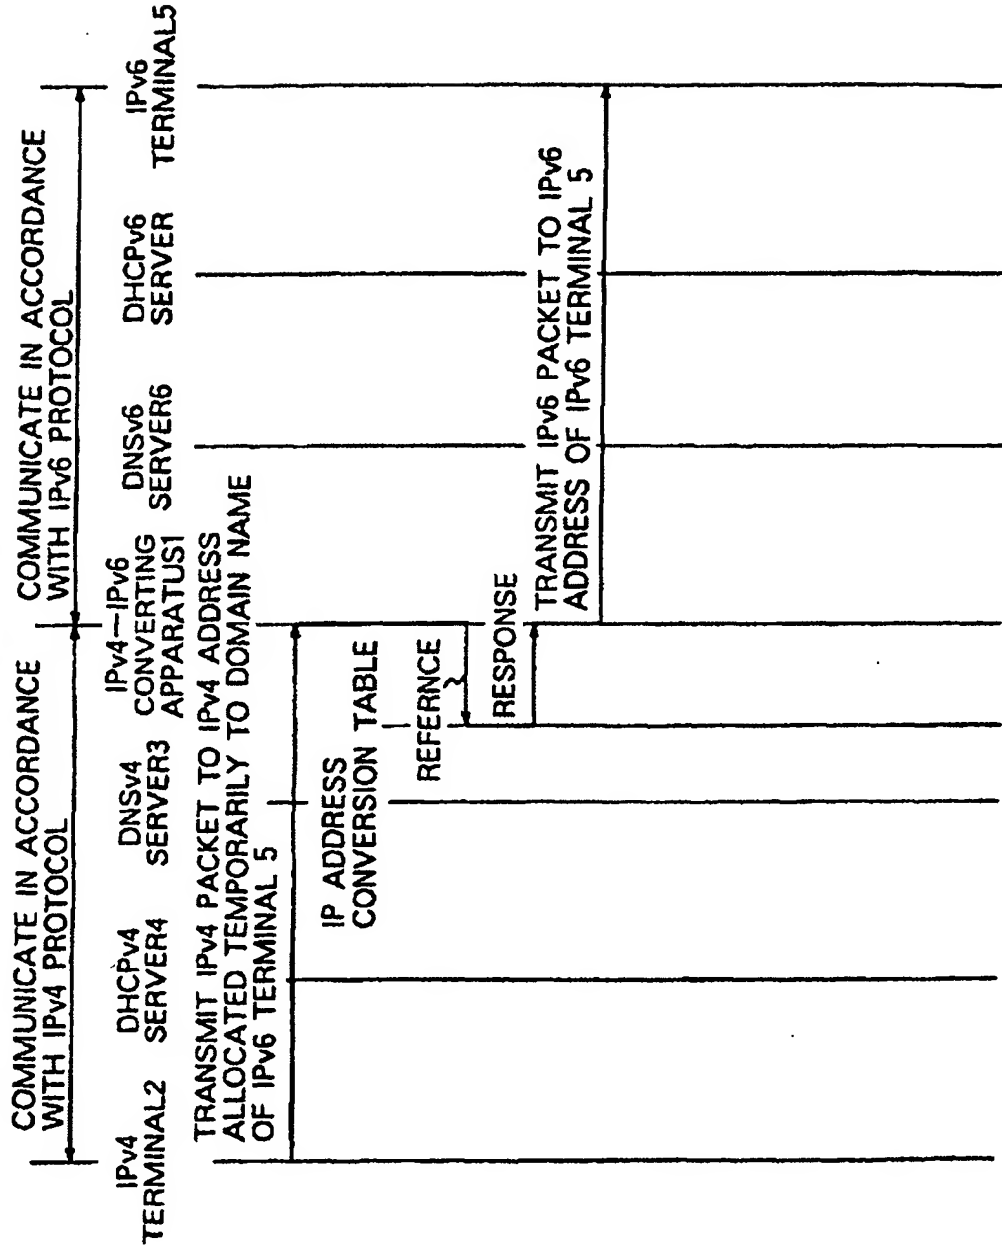 COMMUNICATE IN ACCORDANCE
WITH IPv4 PROTOCOL
COMMUNICATE IN ACCORDANCE
WITH IPv6 PROTOCOL
IPv4
TERMINAL2
DHCPv4
SERVER4
DNSv4
SERVER3
IPv4—IPv6
CONVERTING
APPARATUS1
DNSv6
SERVER6
DHCPv6
SERVER
IPv6
TERMINAL5
TRANSMIT IPv4 PACKET TO IPv4 ADDRESS
ALLOCATED TEMPORARILY TO DOMAIN NAME
OF IPv6 TERMINAL 5
IP ADDRESS
CONVERSION TABLE
REFERNCE
RESPONSE
TRANSMIT IPv6 PACKET TO IPv6
ADDRESS OF IPv6 TERMINAL 5